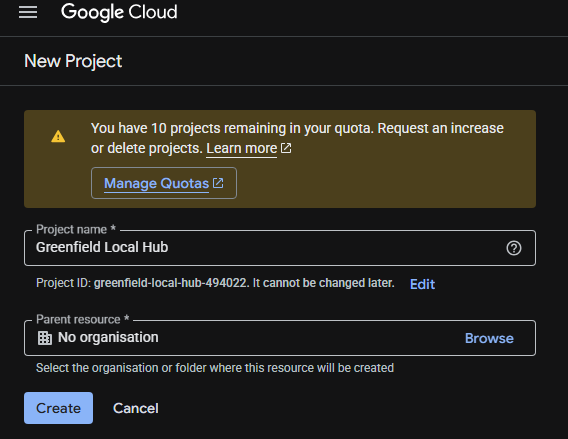 Google Cloud
New Project
You have 10 projects remaining in your quota. Request an increase
or delete projects. Learn more
Manage Quotas
Project name *
Greenfield Local Hub
Project ID: greenfield-local-hub-494022. It cannot be changed later. Edit
Parent resource *
No organisation Browse
Select the organisation or folder where this resource will be created
Create Cancel